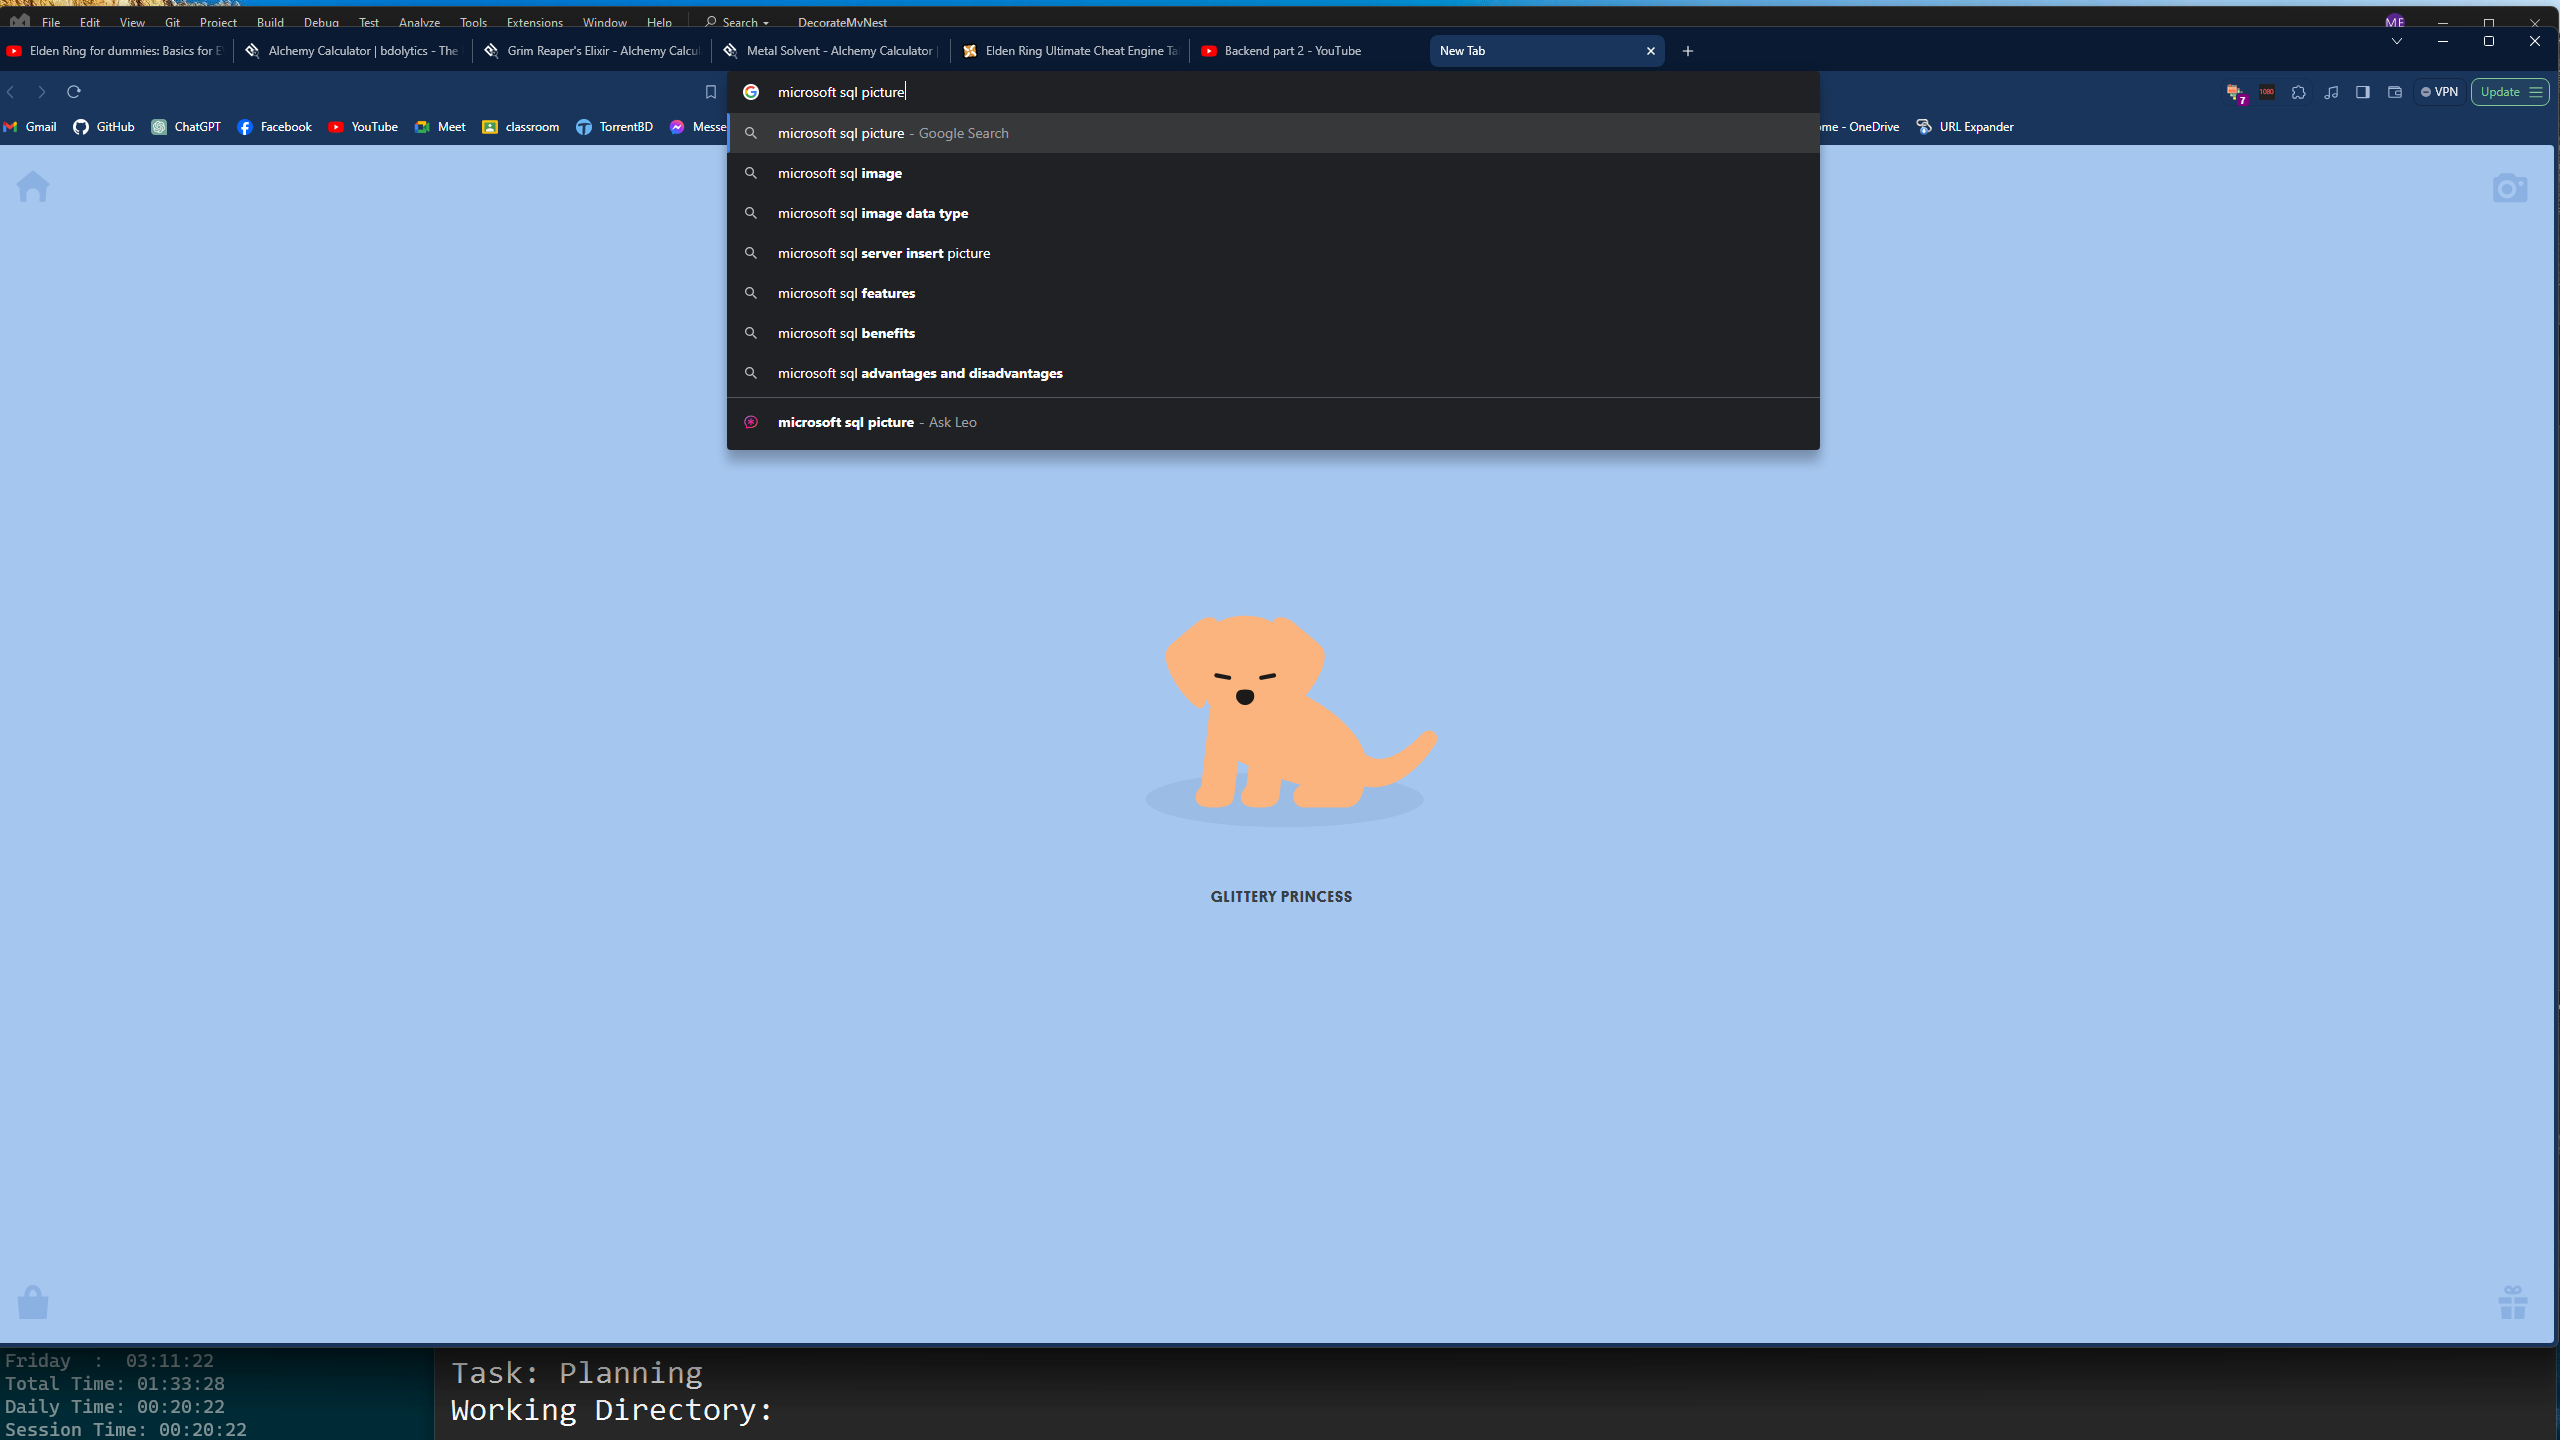 File Edit View Git Project Build Debug Test Analyze Tools Extensions Window Help Search DecorateMyNest ME
Elden Ring for dummies: Basics for E
Alchemy Calculator | bdolytics - The
Grim Reaper's Elixir - Alchemy Calcu
Metal Solvent - Alchemy Calculator |
Elden Ring Ultimate Cheat Engine Ta
Backend part 2 - YouTube
New Tab
microsoft sql picture
7 1080 VPN Update
Gmail GitHub ChatGPT Facebook YouTube Meet classroom TorrentBD Messe
ome - OneDrive URL Expander
microsoft sql picture - Google Search
microsoft sql image
microsoft sql image data type
microsoft sql server insert picture
microsoft sql features
microsoft sql benefits
microsoft sql advantages and disadvantages
microsoft sql picture - Ask Leo
GLITTERY PRINCESS
Friday : 03:11:22
Total Time: 01:33:28
Daily Time: 00:20:22
Session Time: 00:20:22
Task: Planning
Working Directory: